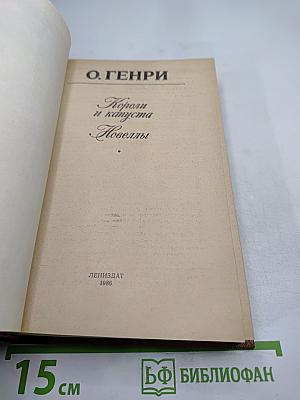 О. ГЕНРИ
Короли
и капуста
Новеллы
ЛЕНИЗДАТ
1986
15 см
БФ БИБЛИОФАН